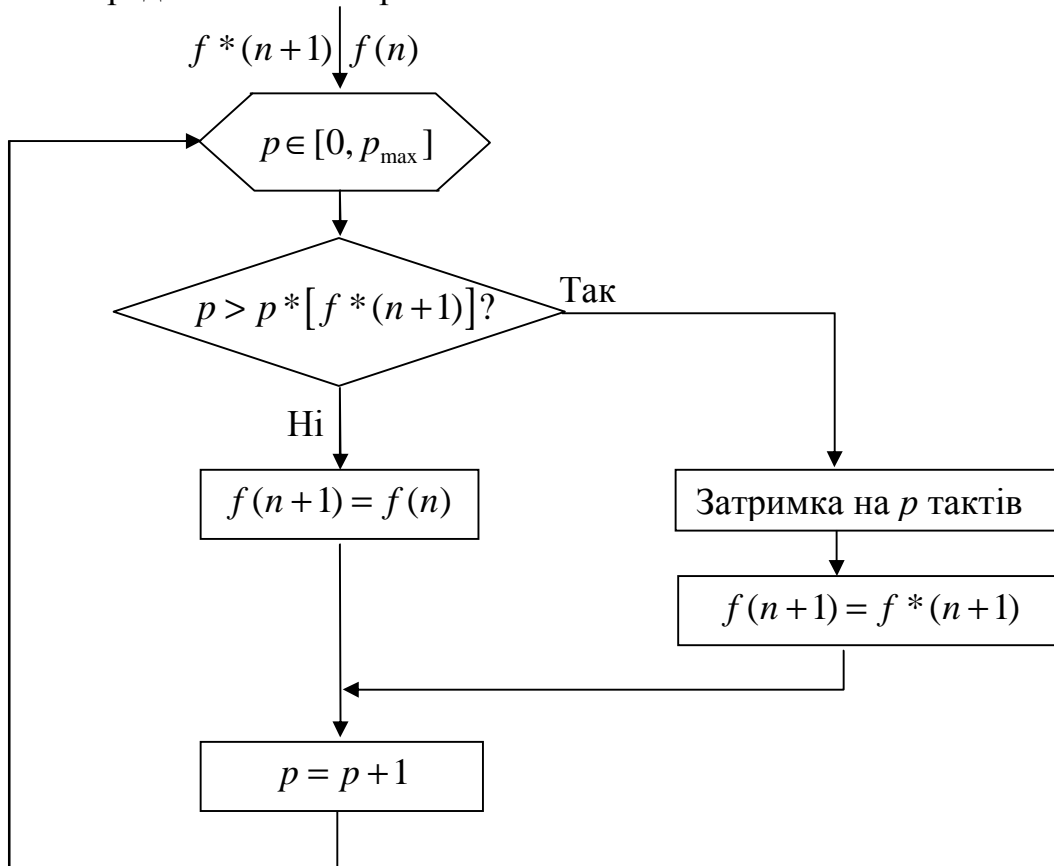 f *(n+1) f(n)
p∈[0, p_max]
p > p*[f *(n+1)]?
Так
Ні
f(n+1) = f(n)
Затримка на p тактів
f(n+1) = f *(n+1)
p = p+1